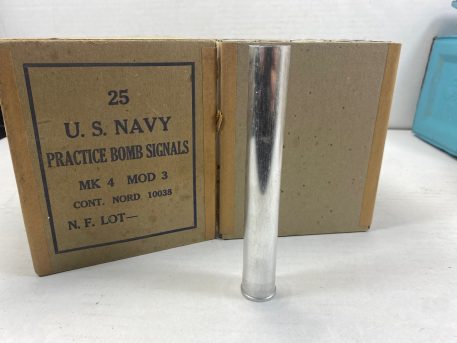 25
U. S. NAVY
PRACTICE BOMB SIGNALS
MK 4 MOD 3
CONT. NORD 10038
N. F. LOT—